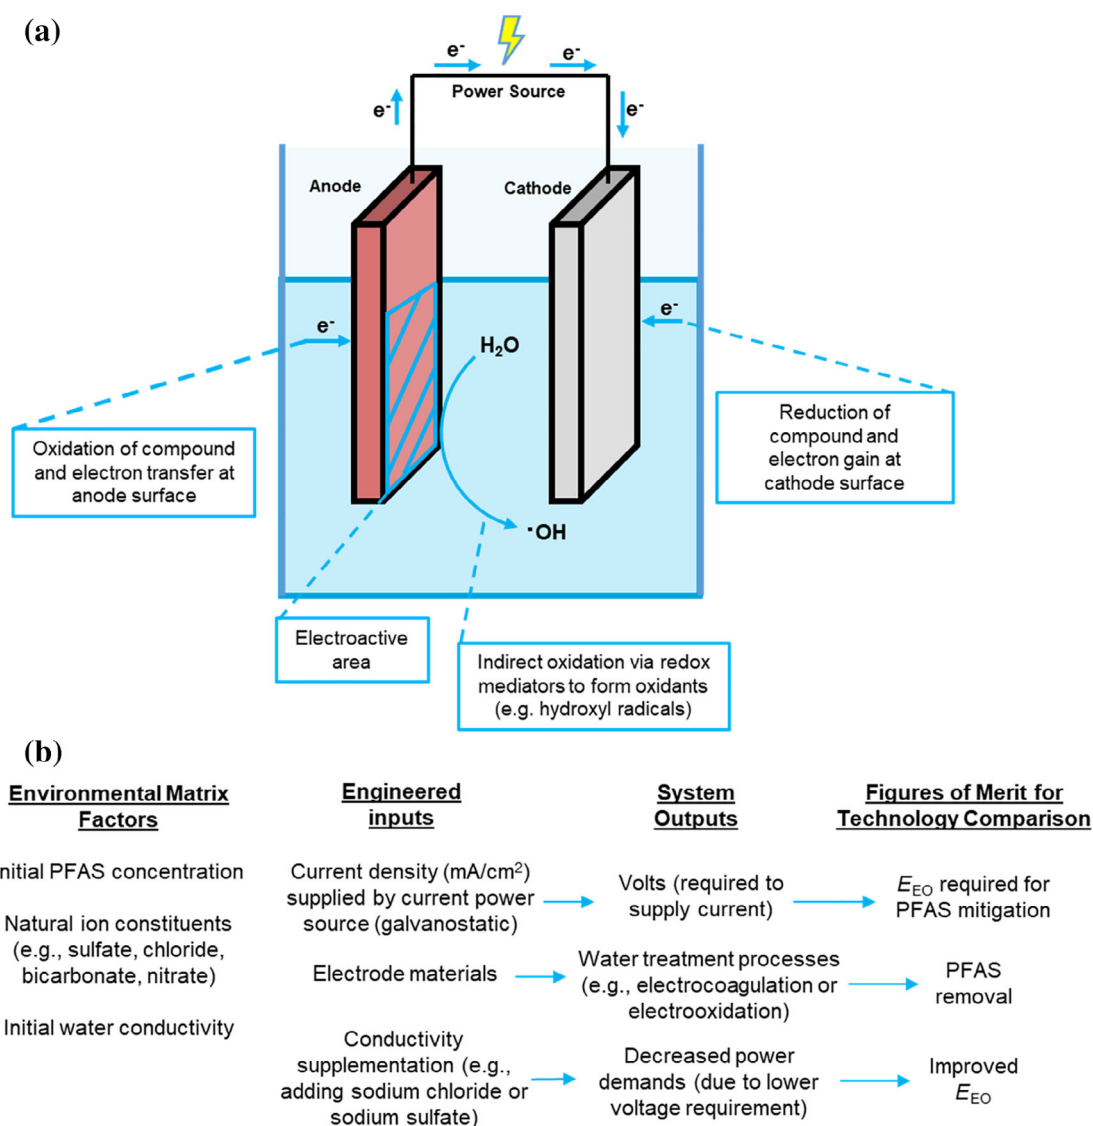 (a)
e-
e-
Power Source
e-
e-
Anode
Cathode
e-
e-
H2O
Oxidation of compound
and electron transfer at
anode surface
Reduction of
compound and
electron gain at
cathode surface
·OH
Electroactive
area
Indirect oxidation via redox
mediators to form oxidants
(e.g. hydroxyl radicals)
(b)
Environmental Matrix
Factors
nitial PFAS concentration
Natural ion constituents
(e.g., sulfate, chloride,
bicarbonate, nitrate)
Initial water conductivity
Engineered
inputs
Current density (mA/cm2)
supplied by current power
source (galvanostatic)
Electrode materials
Conductivity
supplementation (e.g.,
adding sodium chloride or
sodium sulfate)
System
Outputs
Volts (required to
supply current)
Water treatment processes
(e.g., electrocoagulation or
electrooxidation)
Decreased power
demands (due to lower
voltage requirement)
Figures of Merit for
Technology Comparison
EEO required for
PFAS mitigation
PFAS
removal
Improved
EEO